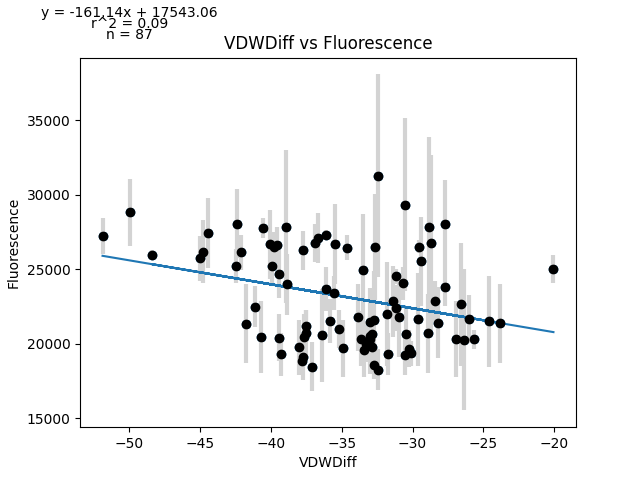 y = -161.14x + 17543.06
r^2 = 0.09
n = 87
VDWDiff vs Fluorescence
35000
30000
25000
20000
15000
Fluorescence
−50 −45 −40 −35 −30 −25 −20
VDWDiff